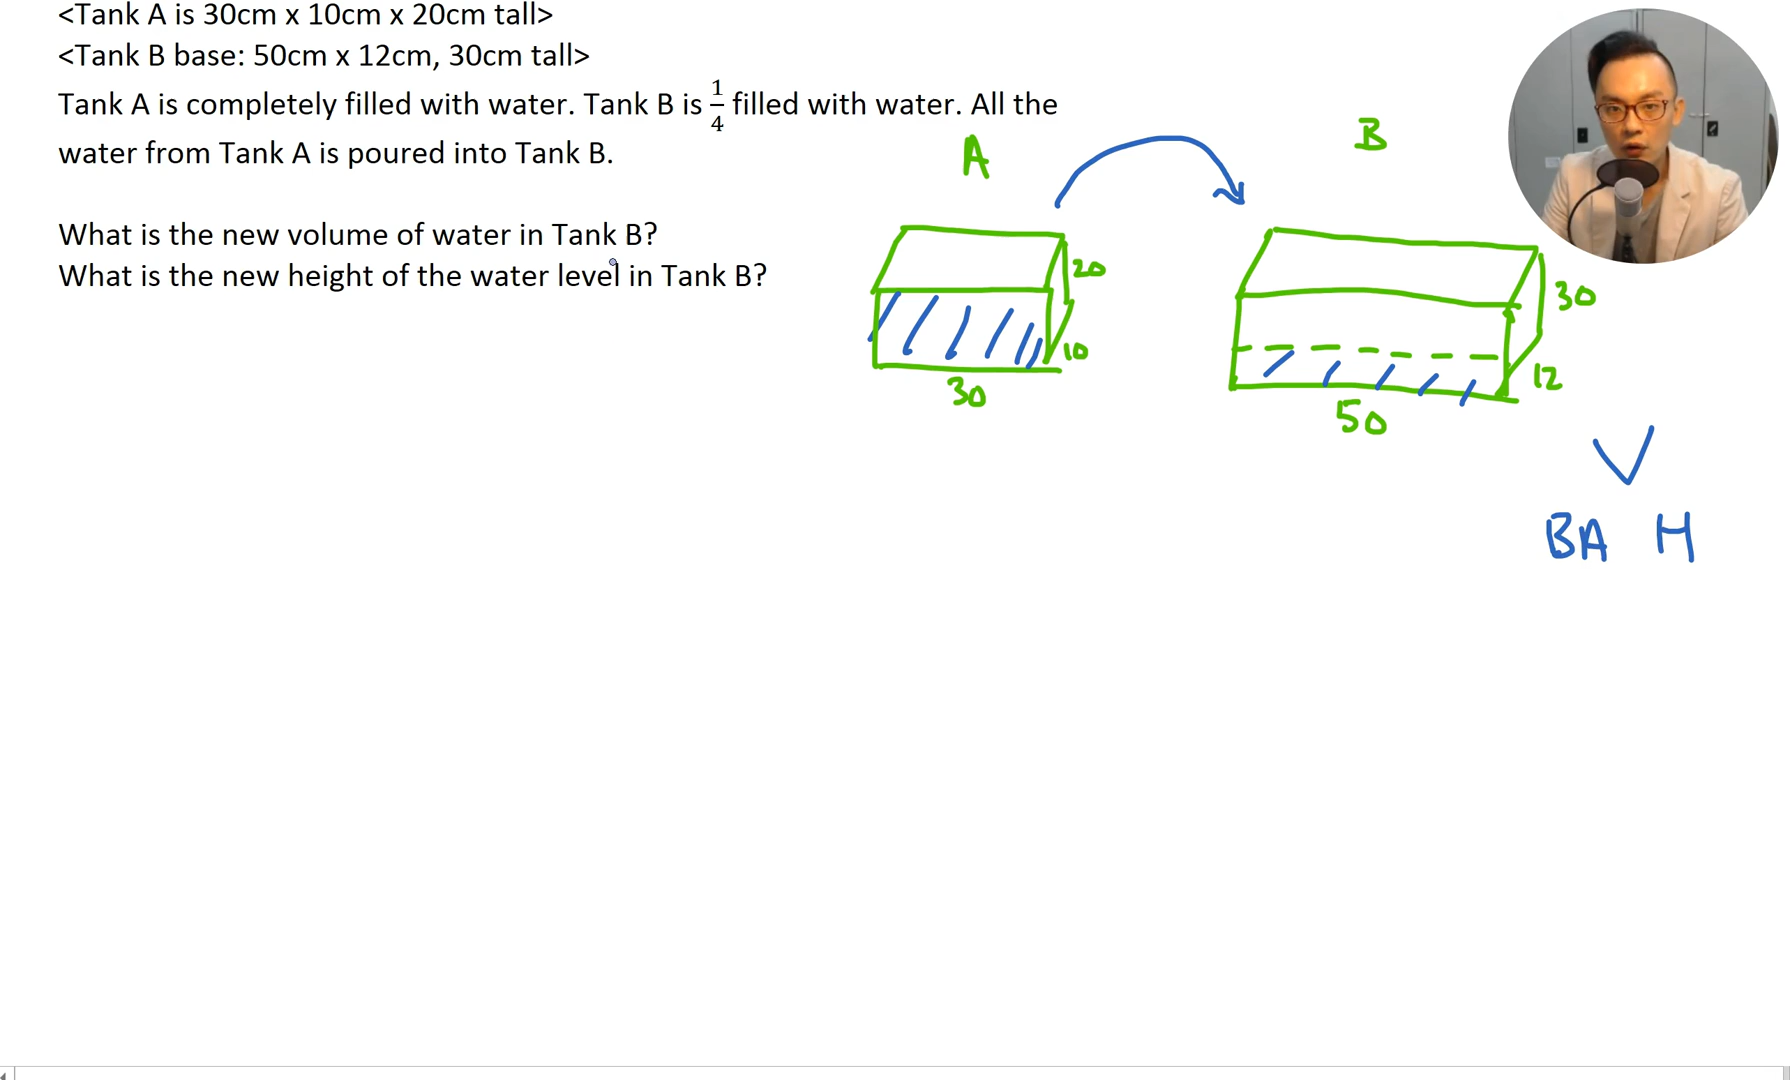 <Tank A is 30cm x 10cm x 20cm tall>
<Tank B base: 50cm x 12cm, 30cm tall>
Tank A is completely filled with water. Tank B is 1/4 filled with water. All the
water from Tank A is poured into Tank B.
What is the new volume of water in Tank B?
What is the new height of the water level in Tank B?
A
20
10
30
B
30
12
50
V
BA H